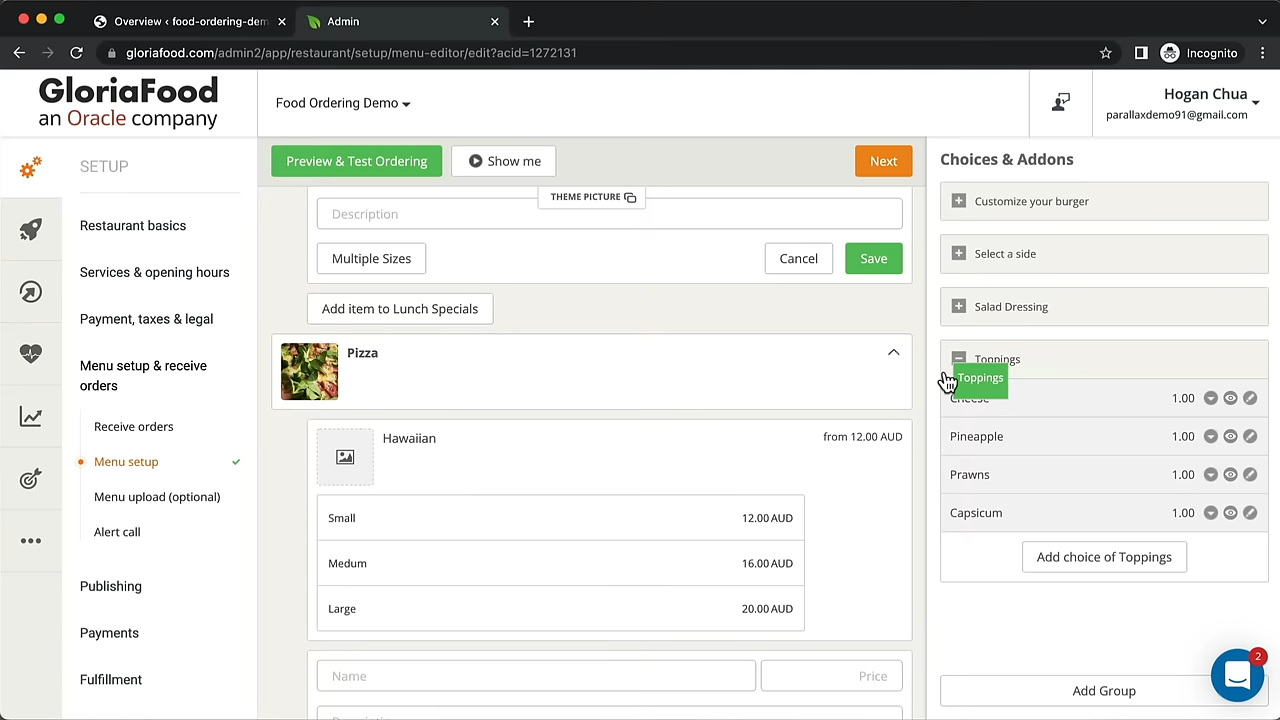 Overview ‹ food-ordering-dem
Admin
gloriafood.com/admin2/app/restaurant/setup/menu-editor/edit?acid=1272131
Incognito
GloriaFood
an Oracle company
Food Ordering Demo
Hogan Chua
parallaxdemo91@gmail.com
SETUP
Restaurant basics
Services & opening hours
Payment, taxes & legal
Menu setup & receive
orders
Receive orders
Menu setup
Menu upload (optional)
Alert call
Publishing
Payments
Fulfillment
Preview & Test Ordering
Show me
Next
THEME PICTURE
Description
Multiple Sizes
Cancel
Save
Add item to Lunch Specials
Pizza
Hawaiian
from 12.00 AUD
Small
12.00 AUD
Medum
16.00 AUD
Large
20.00 AUD
Name
Price
Choices & Addons
Customize your burger
Select a side
Salad Dressing
Toppings
Toppings
Cheese
1.00
Pineapple
1.00
Prawns
1.00
Capsicum
1.00
Add choice of Toppings
Add Group
2